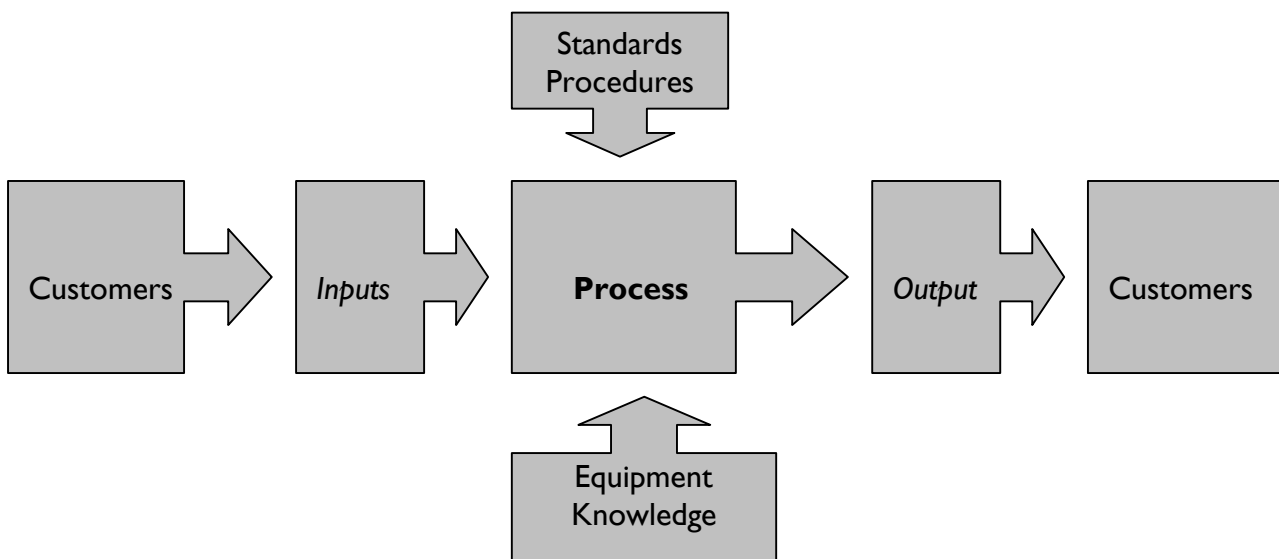 Standards
Procedures
Customers
Inputs
Process
Output
Customers
Equipment
Knowledge